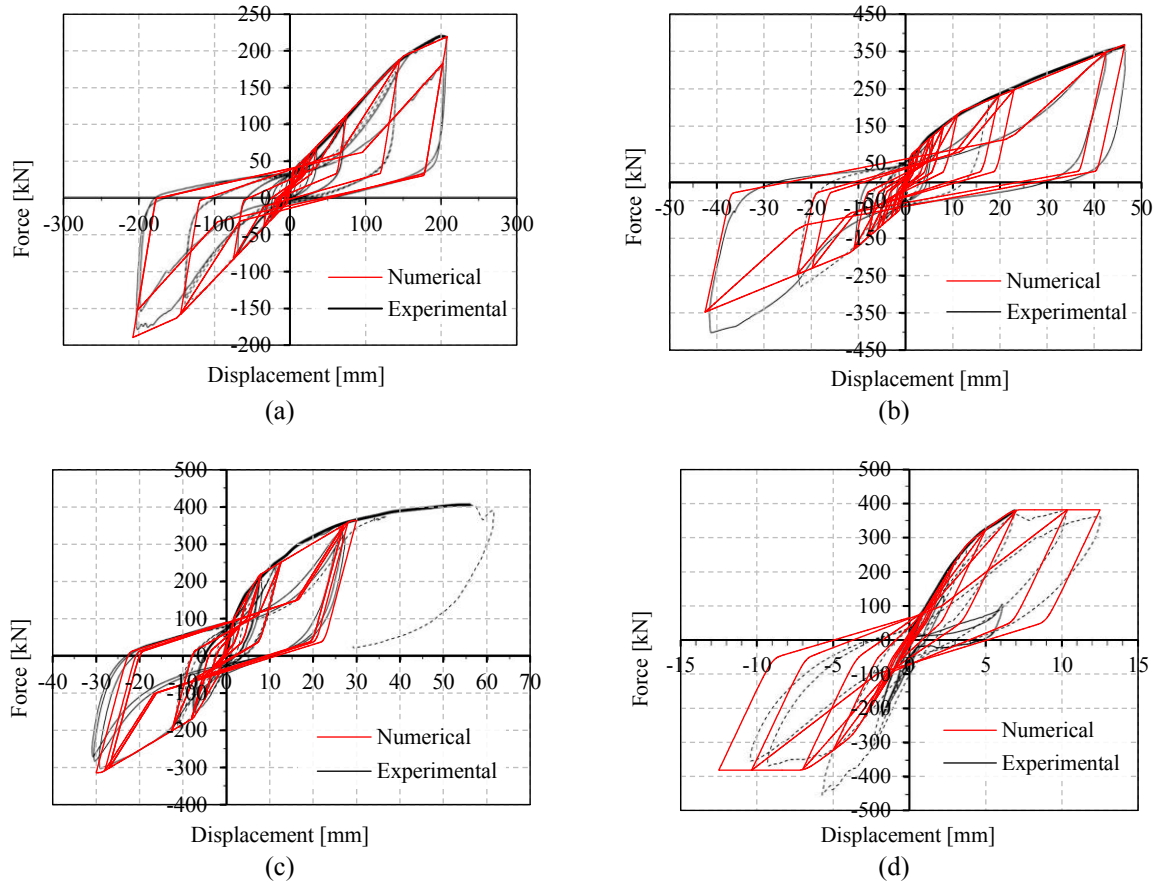 250
200
150
100
50
0
-50
-100
-150
-200
-300 -200 -100 0 100 200 300
Force [kN]
Displacement [mm]
Numerical
Experimental
(a)
450
350
250
150
50
-50
-150
-250
-350
-450
-50 -40 -30 -20 -10 0 10 20 30 40 50
Force [kN]
Displacement [mm]
Numerical
Experimental
(b)
500
400
300
200
100
0
-100
-200
-300
-400
-40 -30 -20 -10 0 10 20 30 40 50 60 70
Force [kN]
Displacement [mm]
Numerical
Experimental
(c)
500
400
300
200
100
0
-100
-200
-300
-400
-500
-15 -10 -5 0 5 10 15
Force [kN]
Displacement [mm]
Numerical
Experimental
(d)